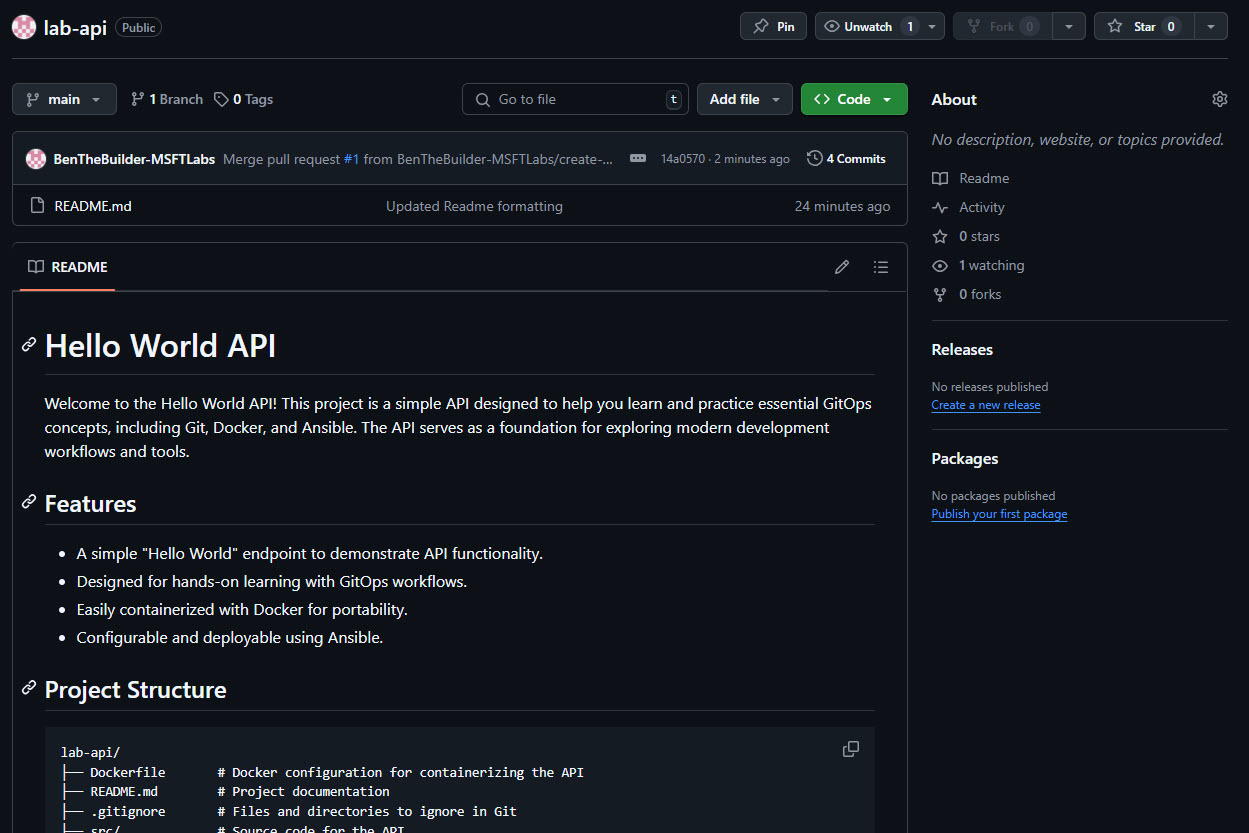 lab-api Public
Pin
Unwatch 1
Fork 0
Star 0
main
1 Branch
0 Tags
Go to file t
Add file
<> Code
BenTheBuilder-MSFTLabs Merge pull request #1 from BenTheBuilder-MSFTLabs/create-... 14a0570 · 2 minutes ago 4 Commits
README.md Updated Readme formatting 24 minutes ago
README
Hello World API
Welcome to the Hello World API! This project is a simple API designed to help you learn and practice essential GitOps
concepts, including Git, Docker, and Ansible. The API serves as a foundation for exploring modern development
workflows and tools.
Features
• A simple "Hello World" endpoint to demonstrate API functionality.
• Designed for hands-on learning with GitOps workflows.
• Easily containerized with Docker for portability.
• Configurable and deployable using Ansible.
Project Structure
lab-api/
├── Dockerfile # Docker configuration for containerizing the API
├── README.md # Project documentation
├── .gitignore # Files and directories to ignore in Git
├── src/ # Source code for the API
About
No description, website, or topics provided.
Readme
Activity
0 stars
1 watching
0 forks
Releases
No releases published
Create a new release
Packages
No packages published
Publish your first package